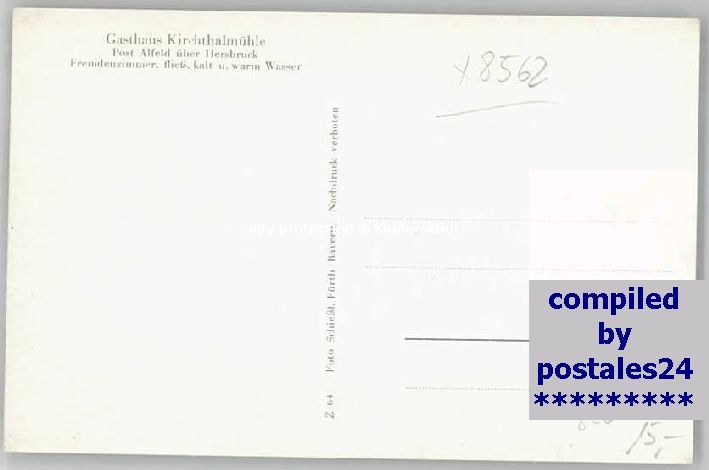 Gasthaus Kirchthalmühle
Post Alfeld über Hersbruck
Fremdenzimmer, fließ. kalt u. warm Wasser
x 8562
copy protection © Kopierschutz
Z 64 Foto Schießl, Fürth Bayern Nachdruck verboten
compiled
by
postales24
*********
15,-